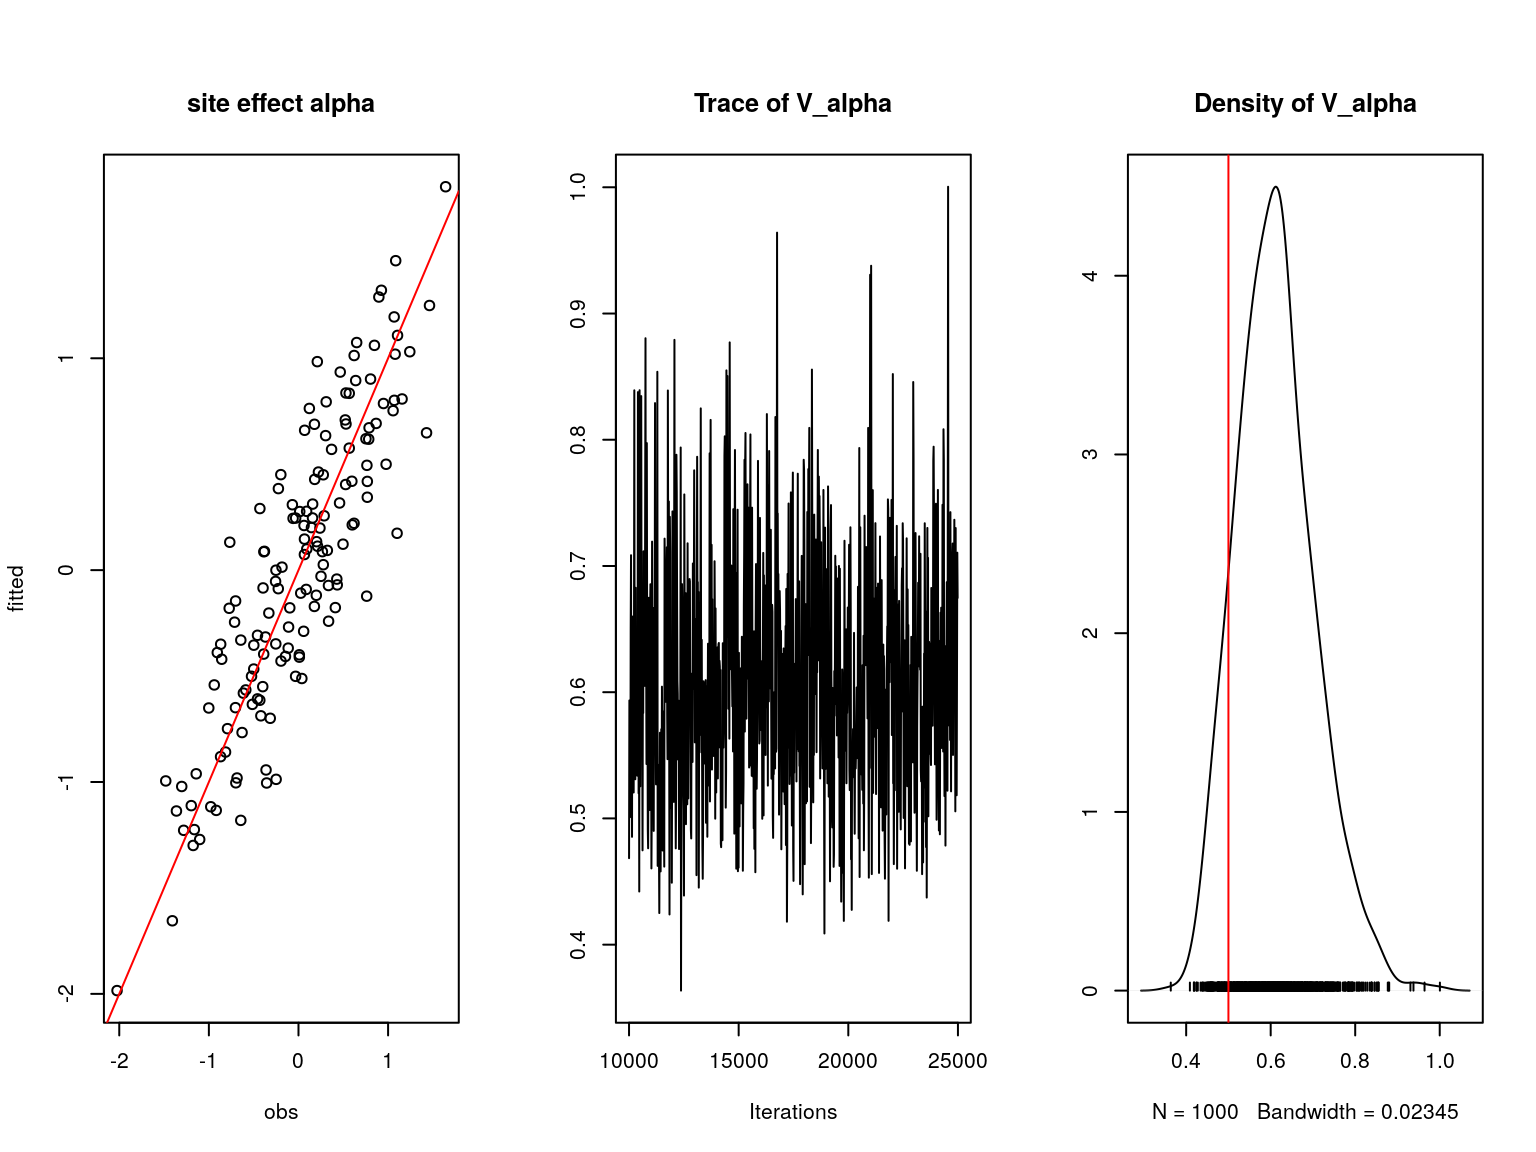 site effect alpha
fitted
1
0
-1
-2
-2 -1 0 1
obs
Trace of V_alpha
1.0
0.9
0.8
0.7
0.6
0.5
0.4
10000 15000 20000 25000
Iterations
Density of V_alpha
4
3
2
1
0
0.4 0.6 0.8 1.0
N = 1000 Bandwidth = 0.02345